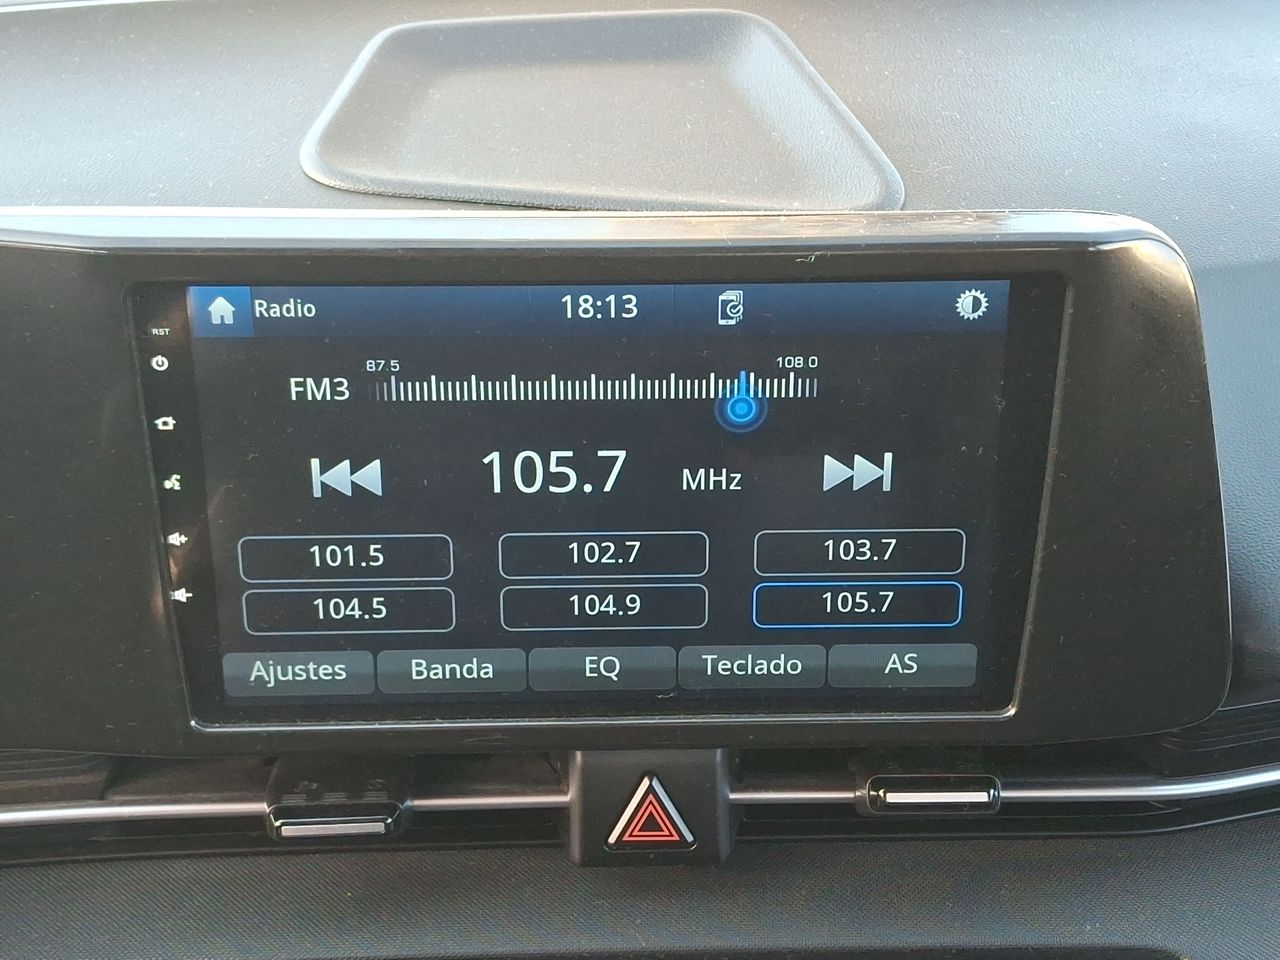 Radio 18:13
RST
87.5 108.0
FM3
105.7 MHz
101.5 102.7 103.7
104.5 104.9 105.7
Ajustes Banda EQ Teclado AS